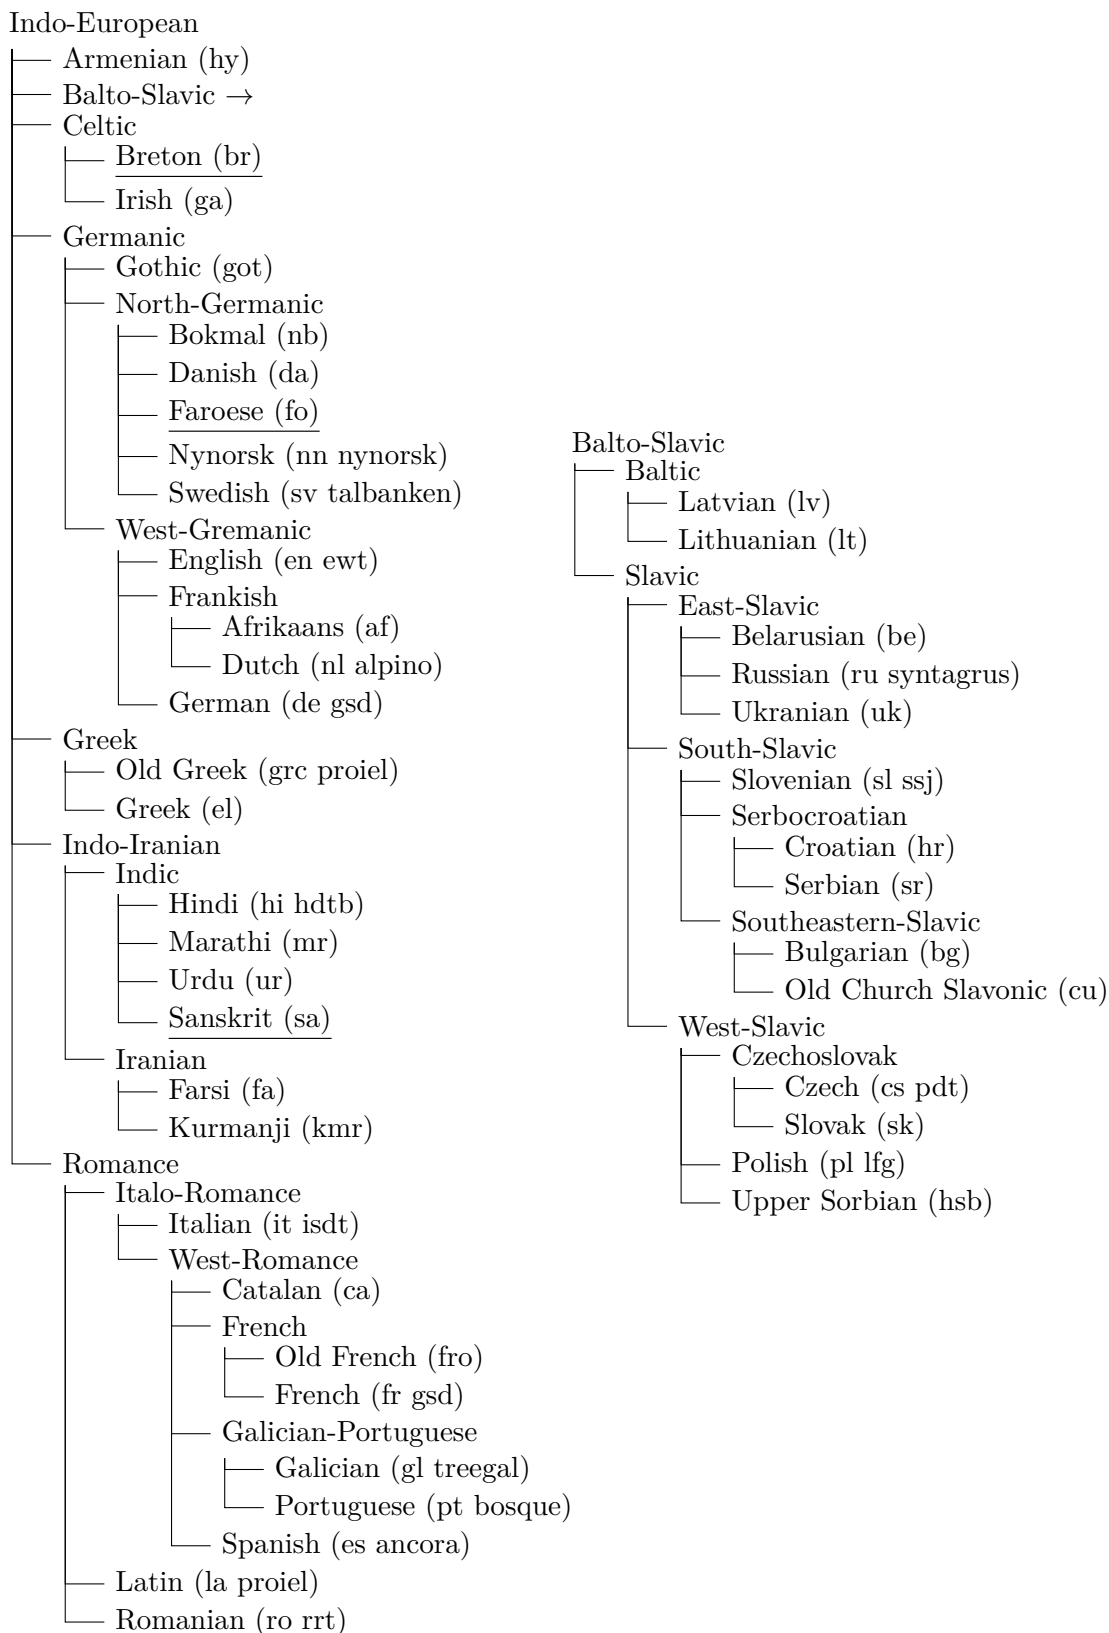 Indo-European
Armenian (hy)
Balto-Slavic →
Celtic
Breton (br)
Irish (ga)
Germanic
Gothic (got)
North-Germanic
Bokmal (nb)
Danish (da)
Faroese (fo)
Nynorsk (nn nynorsk)
Swedish (sv talbanken)
West-Gremanic
English (en ewt)
Frankish
Afrikaans (af)
Dutch (nl alpino)
German (de gsd)
Greek
Old Greek (grc proiel)
Greek (el)
Indo-Iranian
Indic
Hindi (hi hdtb)
Marathi (mr)
Urdu (ur)
Sanskrit (sa)
Iranian
Farsi (fa)
Kurmanji (kmr)
Romance
Italo-Romance
Italian (it isdt)
West-Romance
Catalan (ca)
French
Old French (fro)
French (fr gsd)
Galician-Portuguese
Galician (gl treegal)
Portuguese (pt bosque)
Spanish (es ancora)
Latin (la proiel)
Romanian (ro rrt)
Balto-Slavic
Baltic
Latvian (lv)
Lithuanian (lt)
Slavic
East-Slavic
Belarusian (be)
Russian (ru syntagrus)
Ukranian (uk)
South-Slavic
Slovenian (sl ssj)
Serbocroatian
Croatian (hr)
Serbian (sr)
Southeastern-Slavic
Bulgarian (bg)
Old Church Slavonic (cu)
West-Slavic
Czechoslovak
Czech (cs pdt)
Slovak (sk)
Polish (pl lfg)
Upper Sorbian (hsb)